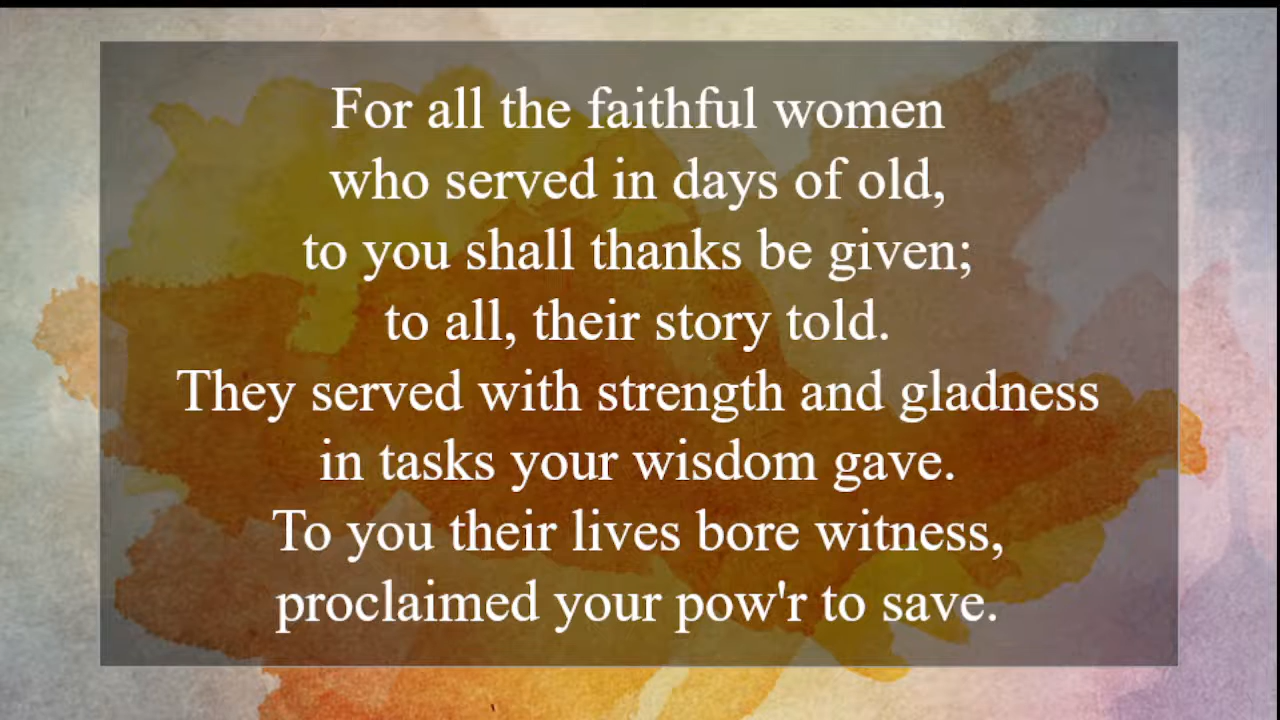 For all the faithful women
who served in days of old,
to you shall thanks be given;
to all, their story told.
They served with strength and gladness
in tasks your wisdom gave.
To you their lives bore witness,
proclaimed your pow'r to save.